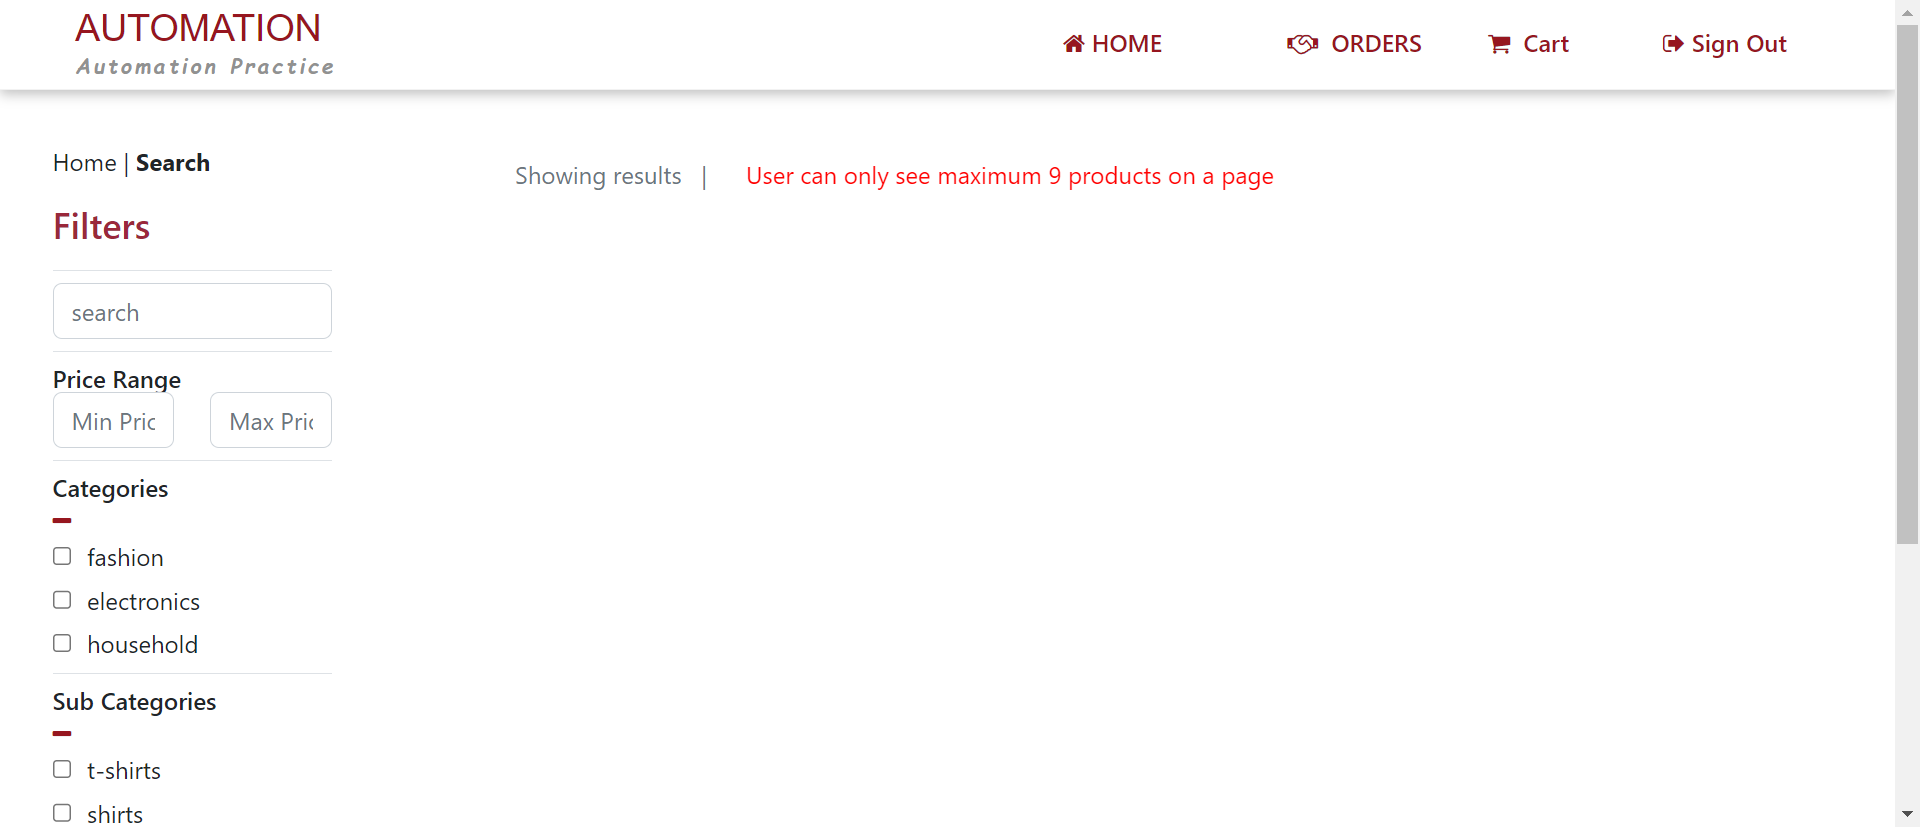 AUTOMATION
Automation Practice
HOME
ORDERS
Cart
Sign Out
Home | Search
Showing results |
User can only see maximum 9 products on a page
Filters
search
Price Range
Min Pric
Max Pric
Categories
fashion
electronics
household
Sub Categories
t-shirts
shirts